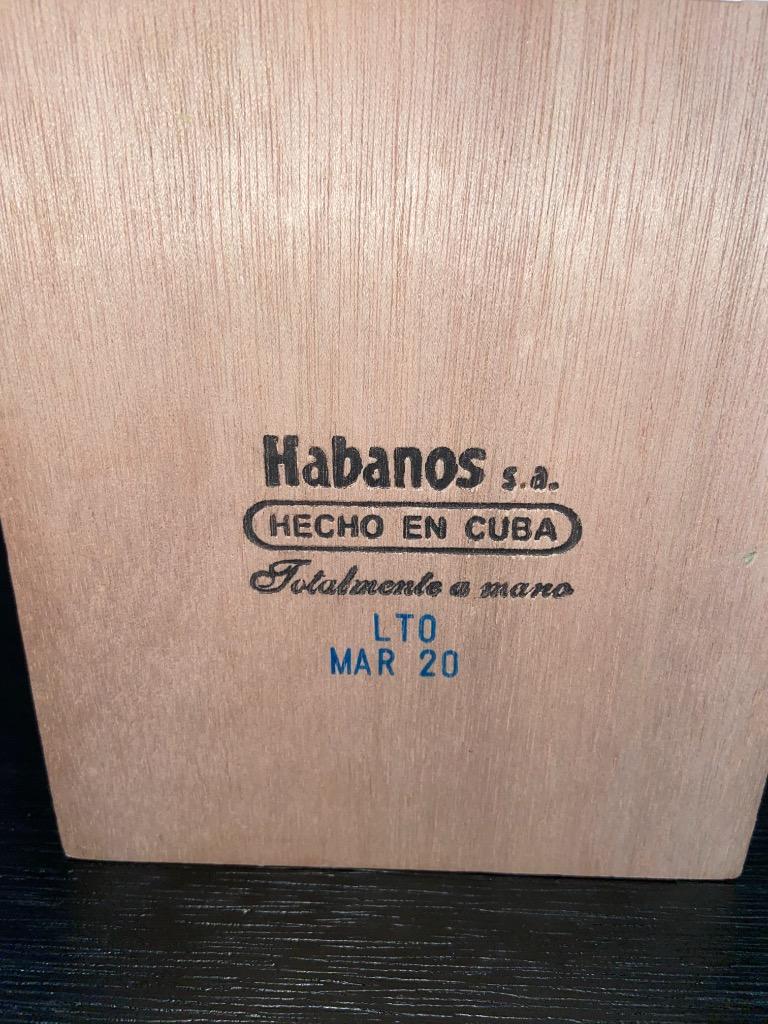 Habanos s.a.
HECHO EN CUBA
Totalmente a mano
LTO
MAR 20